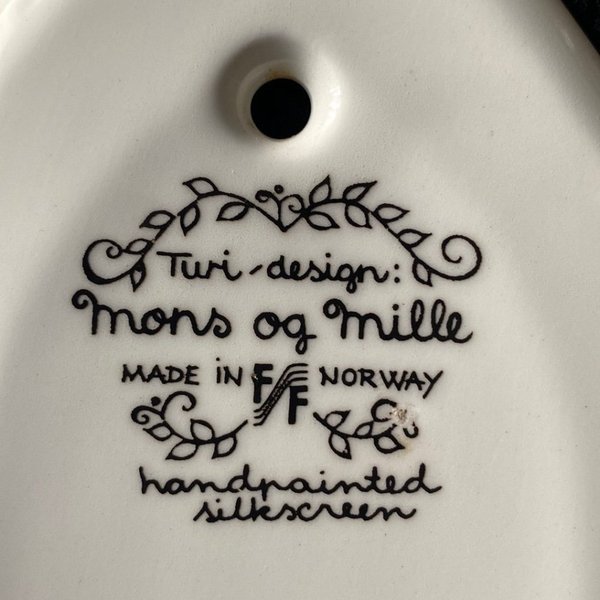 Turi-design:
Mons og Mille
MADE iN F/F NORWAY
handpainted
silkscreen